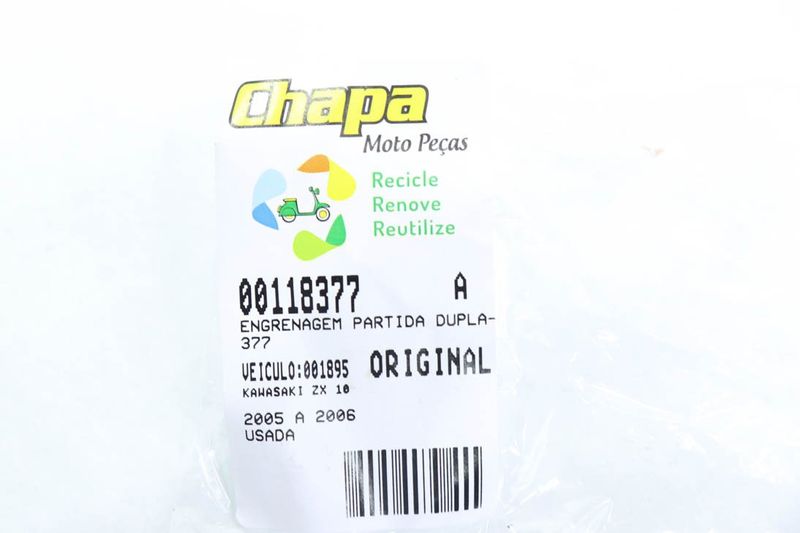 Chapa
Moto Peças
Recicle
Renove
Reutilize
00118377 A
ENGRENAGEM PARTIDA DUPLA-
377
VEICULO:001895 ORIGINAL
KAWASAKI ZX 10
2005 A 2006
USADA